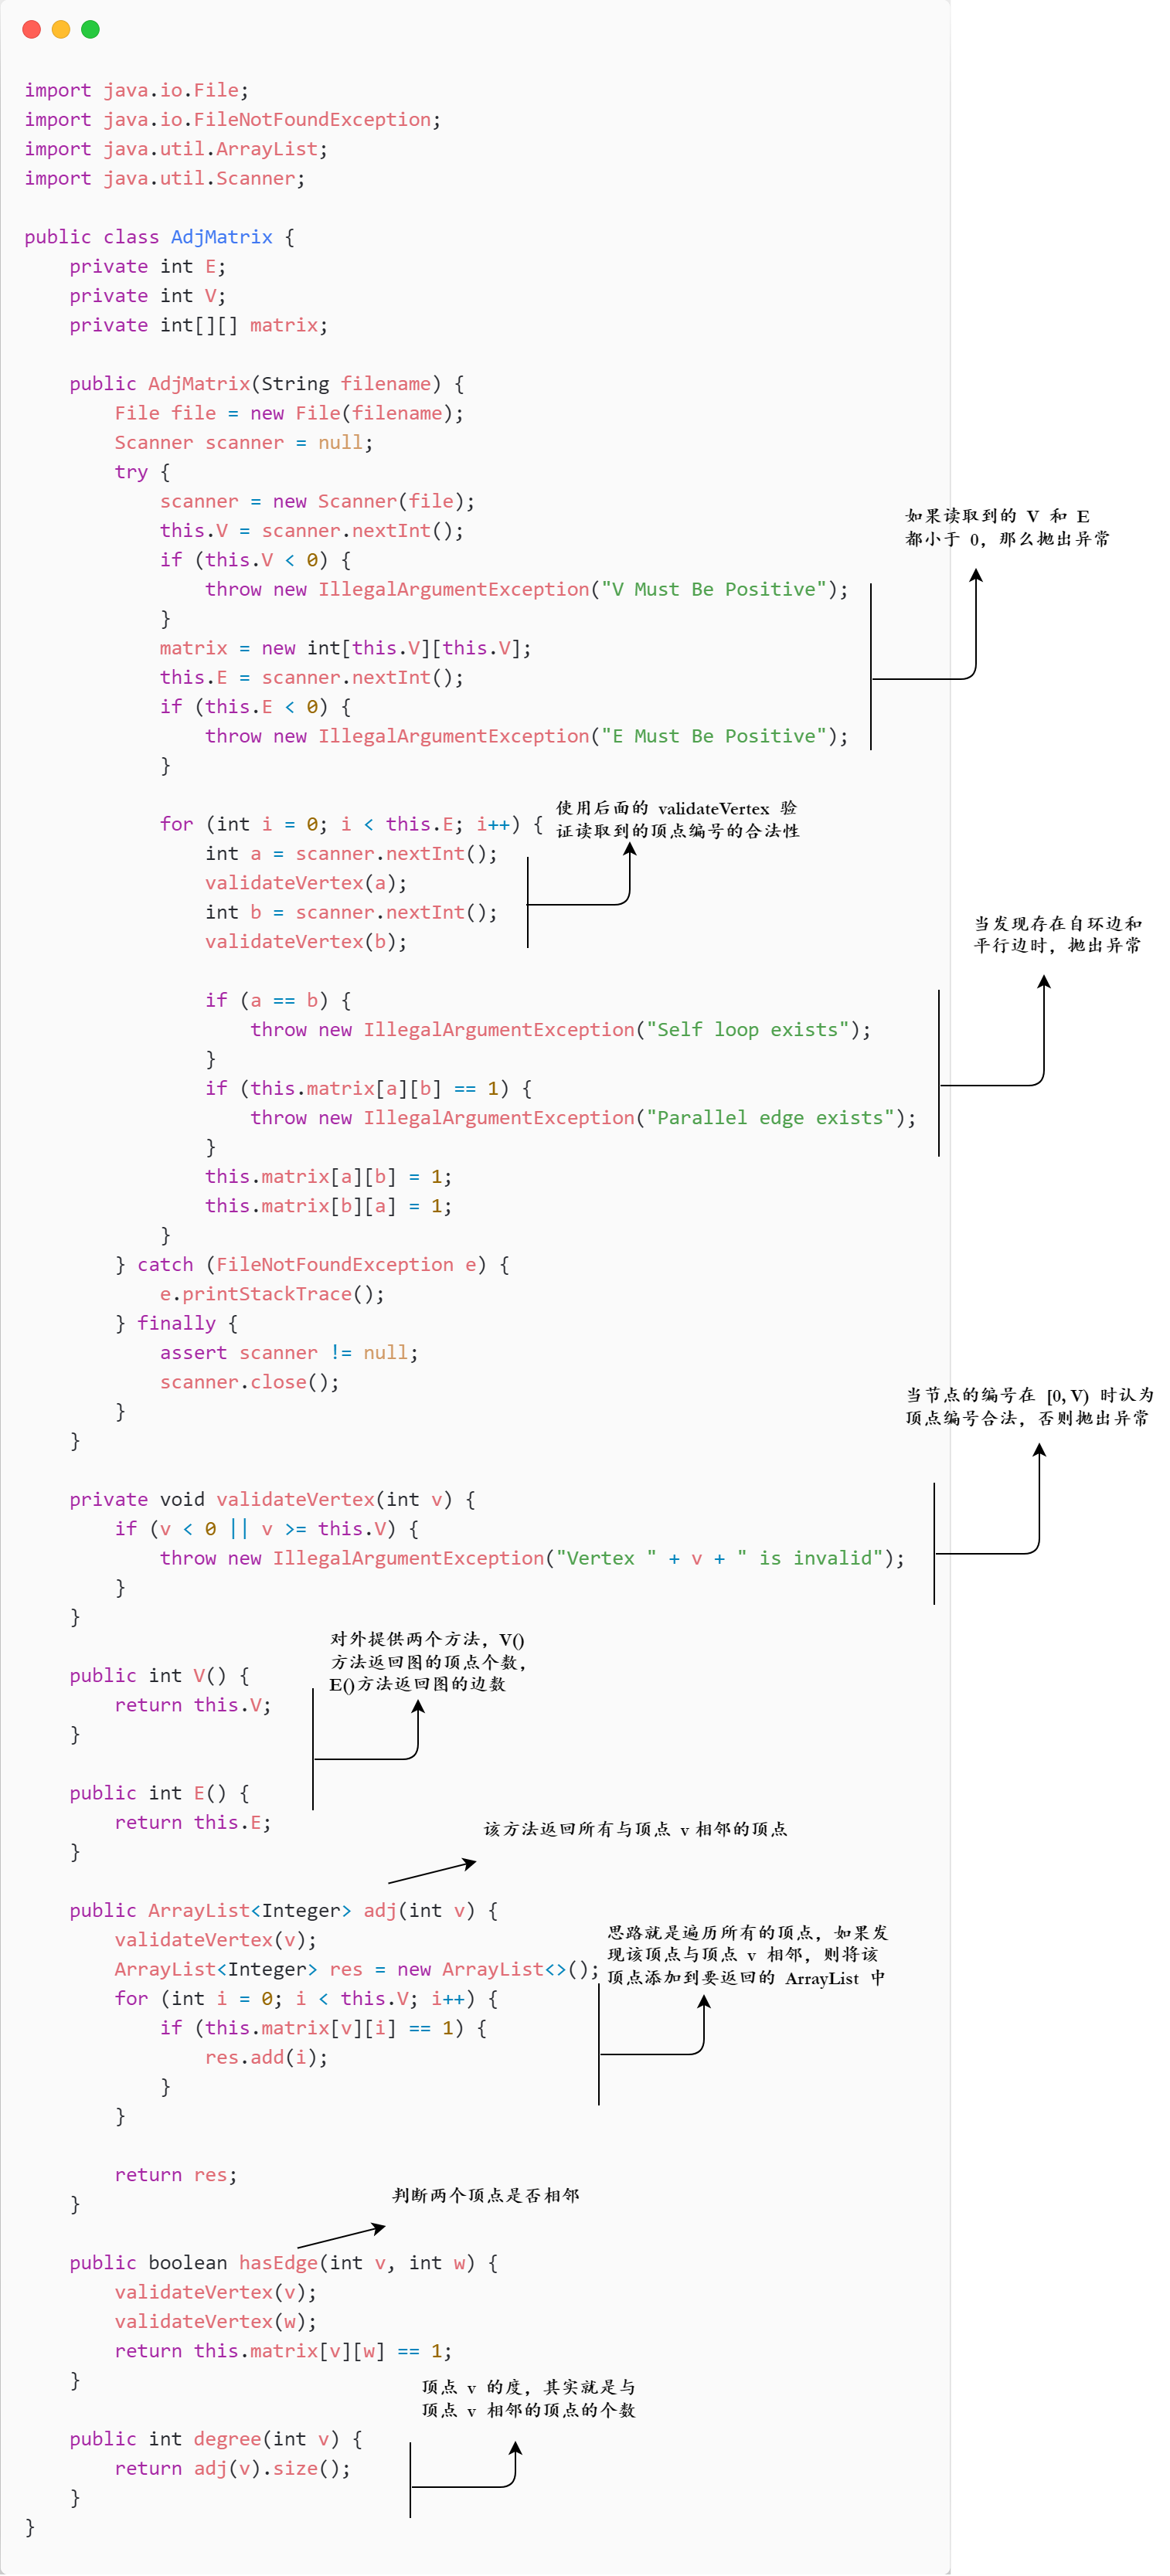 import java.io.File;
import java.io.FileNotFoundException;
import java.util.ArrayList;
import java.util.Scanner;
public class AdjMatrix {
    private int E;
    private int V;
    private int[][] matrix;
    public AdjMatrix(String filename) {
        File file = new File(filename);
        Scanner scanner = null;
        try {
            scanner = new Scanner(file);
            this.V = scanner.nextInt();
            if (this.V < 0) {
                throw new IllegalArgumentException("V Must Be Positive");
            }
            matrix = new int[this.V][this.V];
            this.E = scanner.nextInt();
            if (this.E < 0) {
                throw new IllegalArgumentException("E Must Be Positive");
            }
如果读取到的 V 和 E
都小于 0，那么抛出异常
            for (int i = 0; i < this.E; i++) {
                int a = scanner.nextInt();
                validateVertex(a);
                int b = scanner.nextInt();
                validateVertex(b);
使用后面的 validateVertex 验
证读取到的顶点编号的合法性
                if (a == b) {
                    throw new IllegalArgumentException("Self loop exists");
                }
                if (this.matrix[a][b] == 1) {
                    throw new IllegalArgumentException("Parallel edge exists");
                }
当发现存在自环边和
平行边时，抛出异常
                this.matrix[a][b] = 1;
                this.matrix[b][a] = 1;
            }
        } catch (FileNotFoundException e) {
            e.printStackTrace();
        } finally {
            assert scanner != null;
            scanner.close();
        }
    }
    private void validateVertex(int v) {
        if (v < 0 || v >= this.V) {
            throw new IllegalArgumentException("Vertex " + v + " is invalid");
        }
    }
当节点的编号在 [0, V) 时认为
顶点编号合法，否则抛出异常
    public int V() {
        return this.V;
    }
    public int E() {
        return this.E;
    }
对外提供两个方法，V()
方法返回图的顶点个数，
E()方法返回图的边数
该方法返回所有与顶点 v 相邻的顶点
    public ArrayList<Integer> adj(int v) {
        validateVertex(v);
        ArrayList<Integer> res = new ArrayList<>();
        for (int i = 0; i < this.V; i++) {
            if (this.matrix[v][i] == 1) {
                res.add(i);
            }
        }
思路就是遍历所有的顶点，如果发
现该顶点与顶点 v 相邻，则将该
顶点添加到要返回的 ArrayList 中
        return res;
    }
判断两个顶点是否相邻
    public boolean hasEdge(int v, int w) {
        validateVertex(v);
        validateVertex(w);
        return this.matrix[v][w] == 1;
    }
顶点 v 的度，其实就是与
顶点 v 相邻的顶点的个数
    public int degree(int v) {
        return adj(v).size();
    }
}